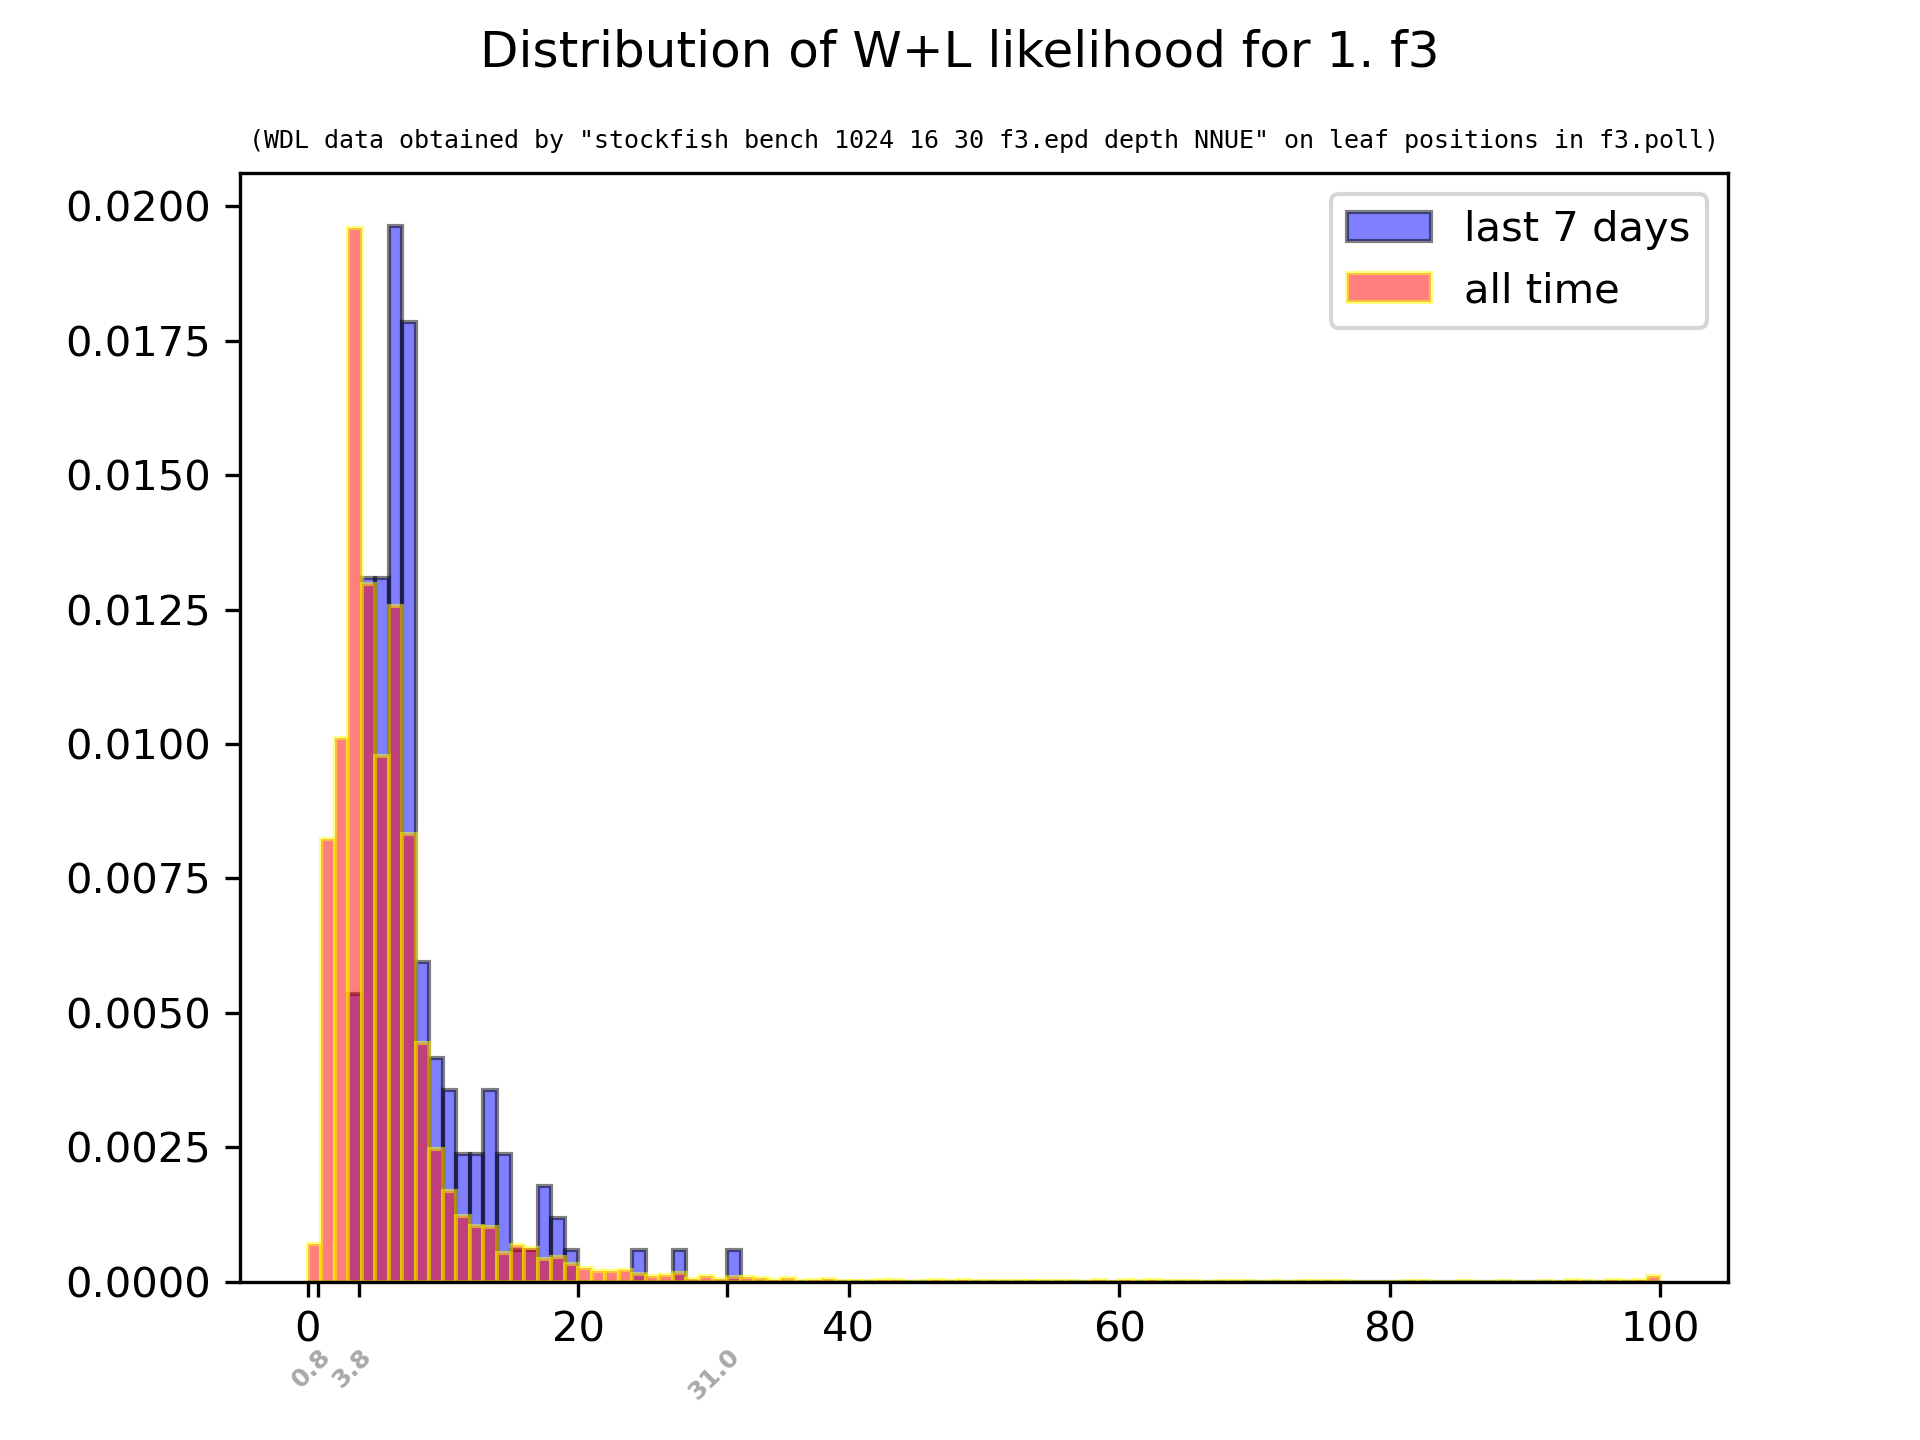 Distribution of W+L likelihood for 1. f3
(WDL data obtained by "stockfish bench 1024 16 30 f3.epd depth NNUE" on leaf positions in f3.poll)
last 7 days
all time
0.0200
0.0175
0.0150
0.0125
0.0100
0.0075
0.0050
0.0025
0.0000
0 20 40 60 80 100
0.8 3.8 31.0